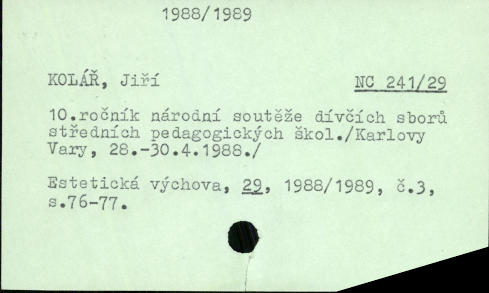 1988/1989
KOLÁŘ, Jiří NC 241/29
10.ročník národní soutěže dívčích sborů
středních pedagogických škol./Karlovy
Vary, 28.-30.4.1988./
Estetická výchova, 29, 1988/1989, č.3,
s.76-77.